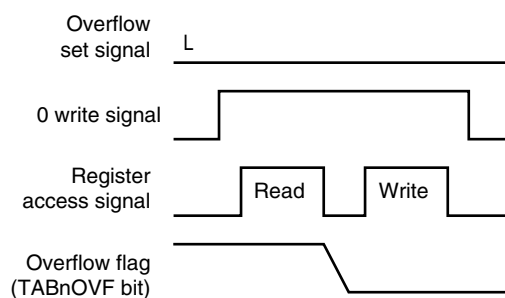 Overflow
set signal
L
0 write signal
Register
access signal
Read
Write
Overflow flag
(TABnOVF bit)